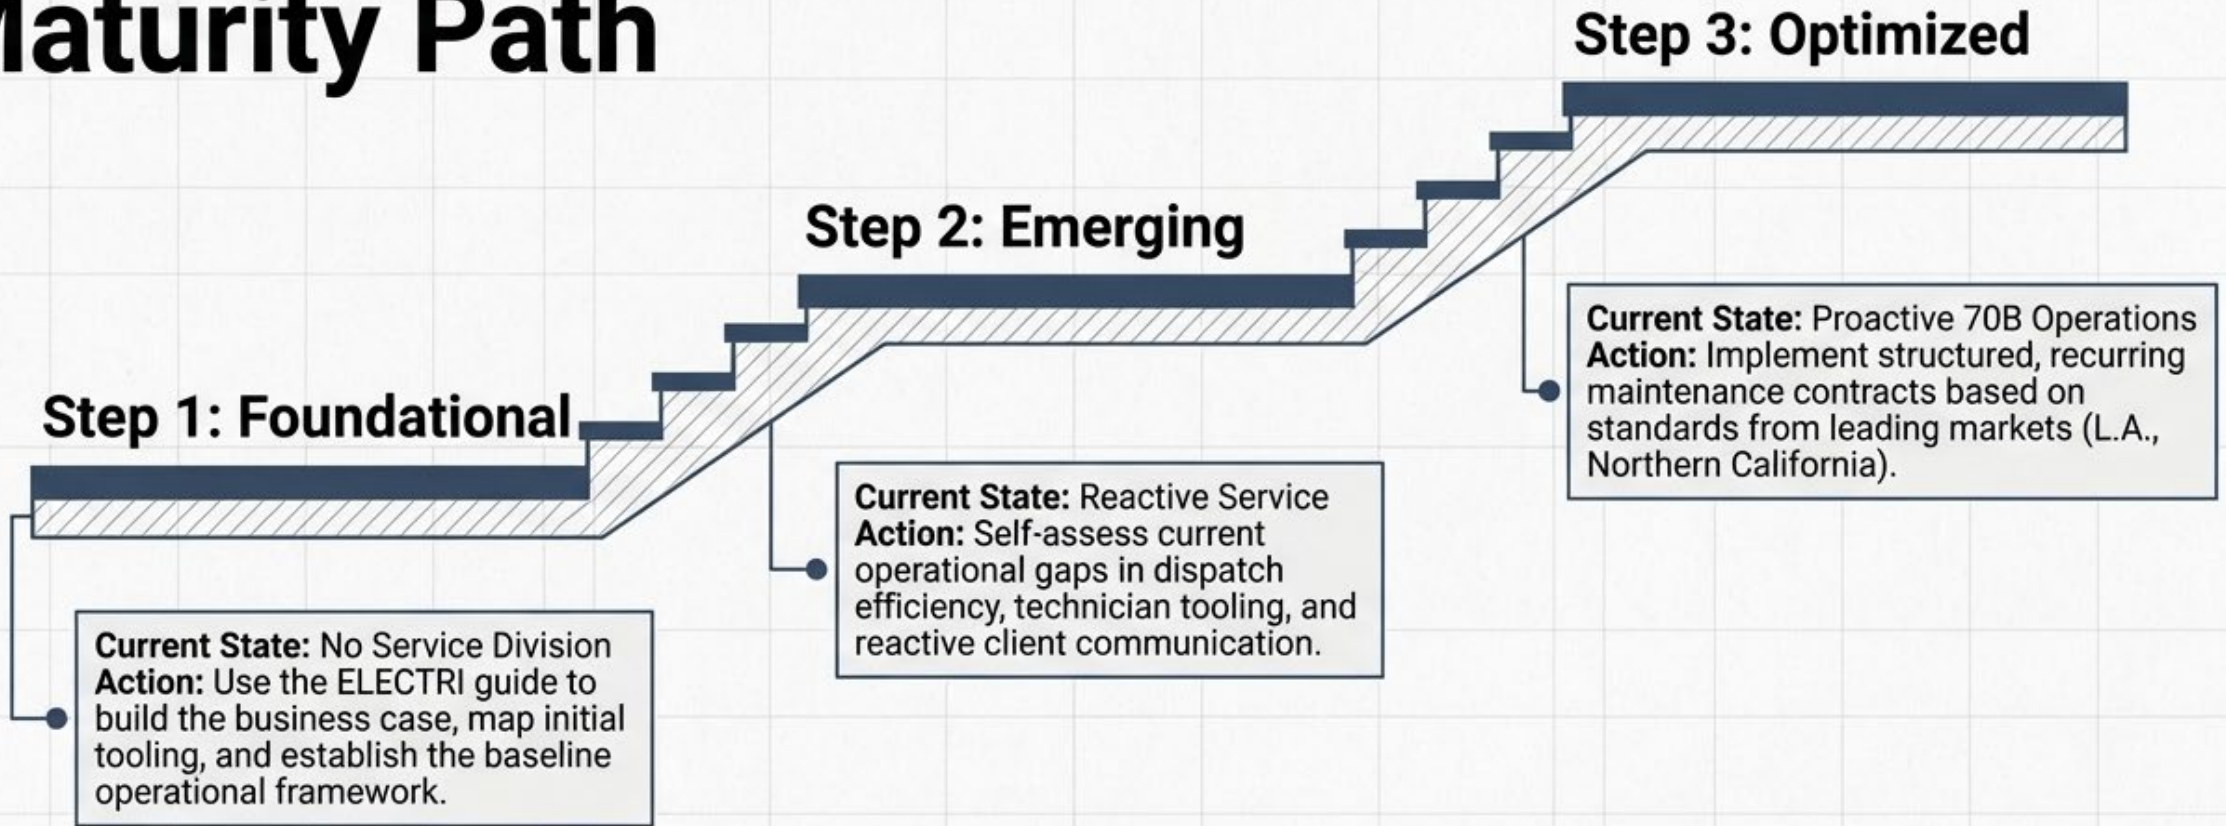 Maturity Path
Step 3: Optimized
Step 2: Emerging
Step 1: Foundational
Current State: Proactive 70B Operations
Action: Implement structured, recurring
maintenance contracts based on
standards from leading markets (L.A.,
Northern California).
Current State: Reactive Service
Action: Self-assess current
operational gaps in dispatch
efficiency, technician tooling, and
reactive client communication.
Current State: No Service Division
Action: Use the ELECTRI guide to
build the business case, map initial
tooling, and establish the baseline
operational framework.